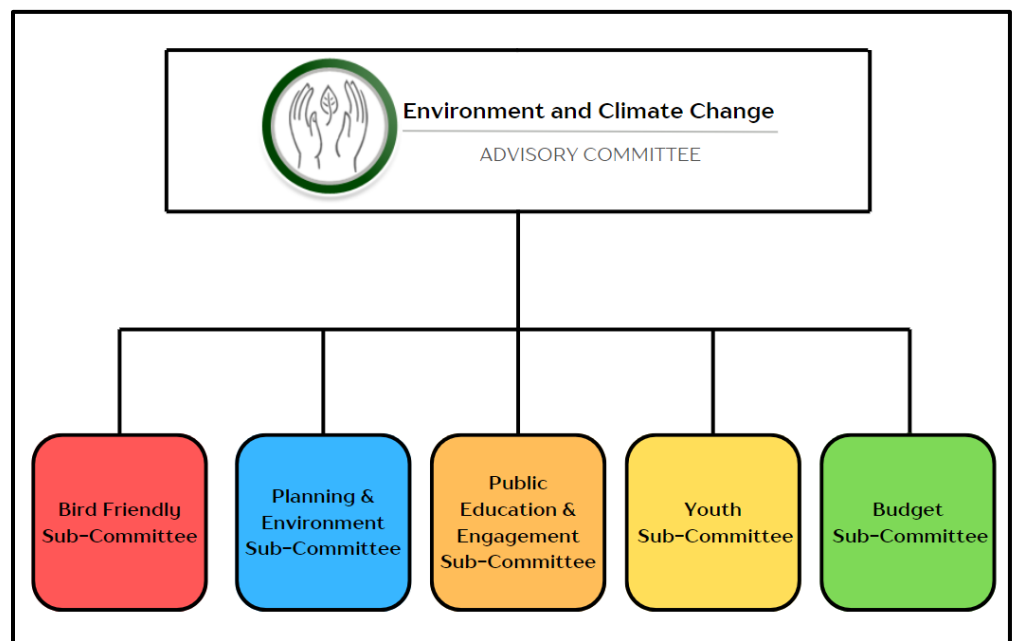 Environment and Climate Change
ADVISORY COMMITTEE
Bird Friendly
Sub-Committee
Planning &
Environment
Sub-Committee
Public
Education &
Engagement
Sub-Committee
Youth
Sub-Committee
Budget
Sub-Committee